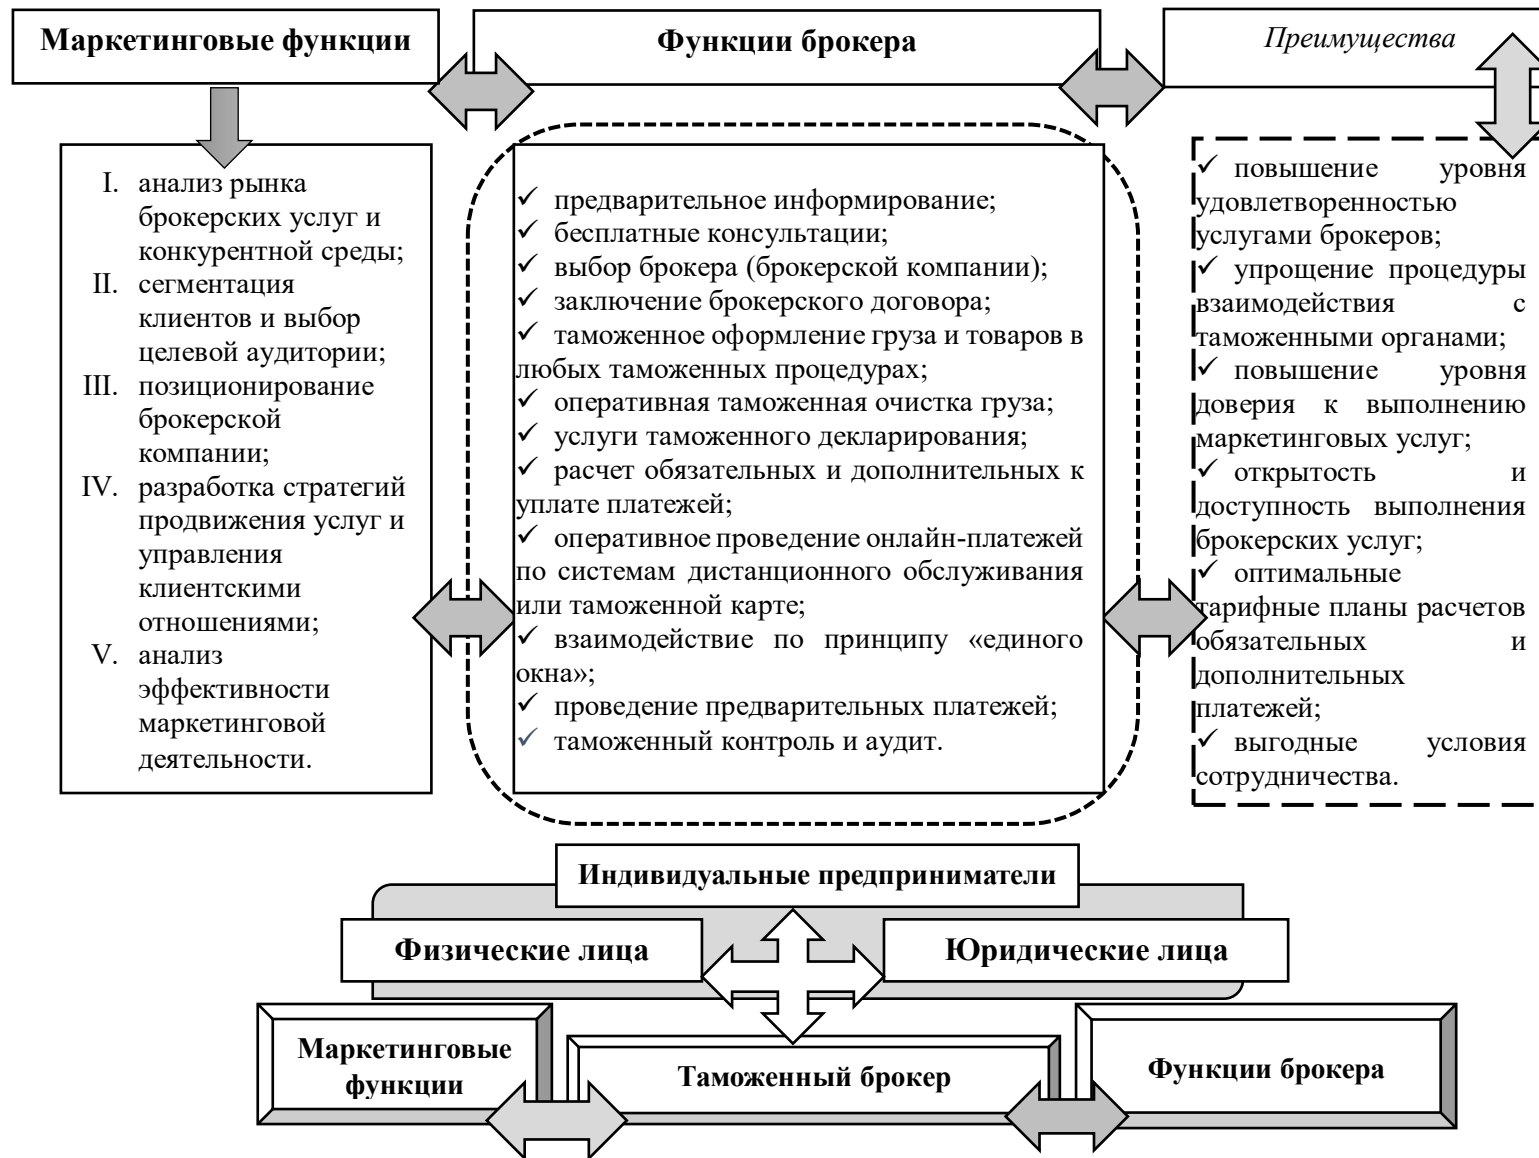 Маркетинговые функции
Функции брокера
Преимущества
I. анализ рынка
брокерских услуг и
конкурентной среды;
II. сегментация
клиентов и выбор
целевой аудитории;
III. позиционирование
брокерской
компании;
IV. разработка стратегий
продвижения услуг и
управления
клиентскими
отношениями;
V. анализ
эффективности
маркетинговой
деятельности.
✓ предварительное информирование;
✓ бесплатные консультации;
✓ выбор брокера (брокерской компании);
✓ заключение брокерского договора;
✓ таможенное оформление груза и товаров в
любых таможенных процедурах;
✓ оперативная таможенная очистка груза;
✓ услуги таможенного декларирования;
✓ расчет обязательных и дополнительных к
уплате платежей;
✓ оперативное проведение онлайн-платежей
по системам дистанционного обслуживания
или таможенной карте;
✓ взаимодействие по принципу «единого
окна»;
✓ проведение предварительных платежей;
✓ таможенный контроль и аудит.
✓ повышение уровня
удовлетворенностью
услугами брокеров;
✓ упрощение процедуры
взаимодействия с
таможенными органами;
✓ повышение уровня
доверия к выполнению
маркетинговых услуг;
✓ открытость и
доступность выполнения
брокерских услуг;
✓ оптимальные
тарифные планы расчетов
обязательных и
дополнительных
платежей;
✓ выгодные условия
сотрудничества.
Индивидуальные предприниматели
Физические лица
Юридические лица
Маркетинговые
функции
Таможенный брокер
Функции брокера